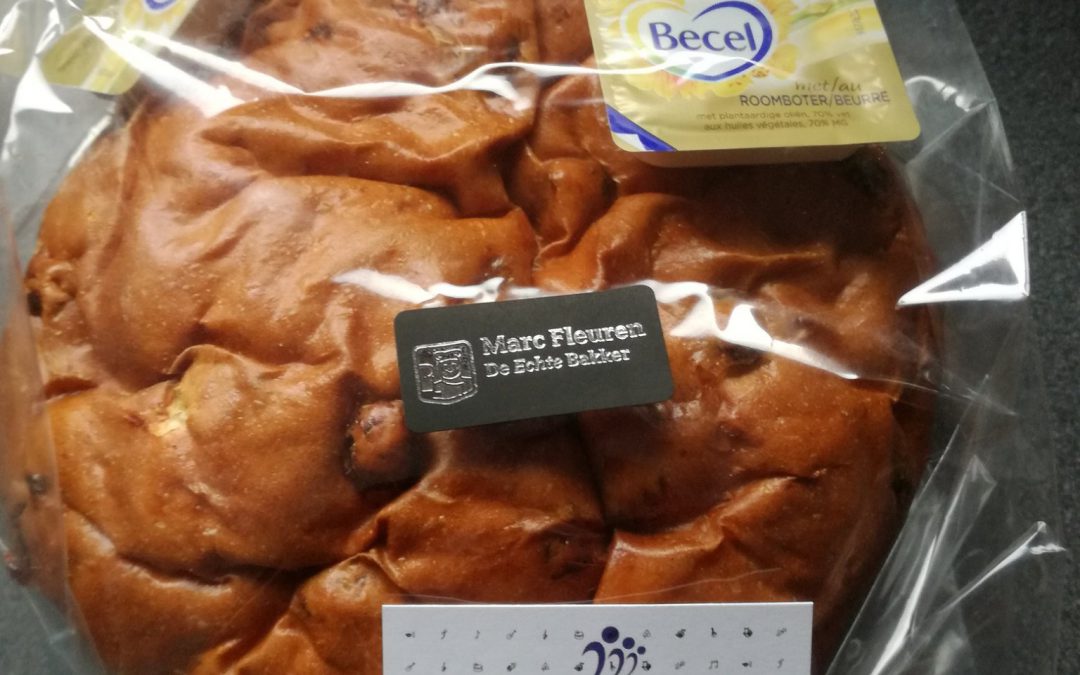 Becel
met/au
ROOMBOTER/BEURRE
met plantaardige oliën, 70% vet
aux huiles végétales, 70% MG
Marc Fleuren
De Echte Bakker